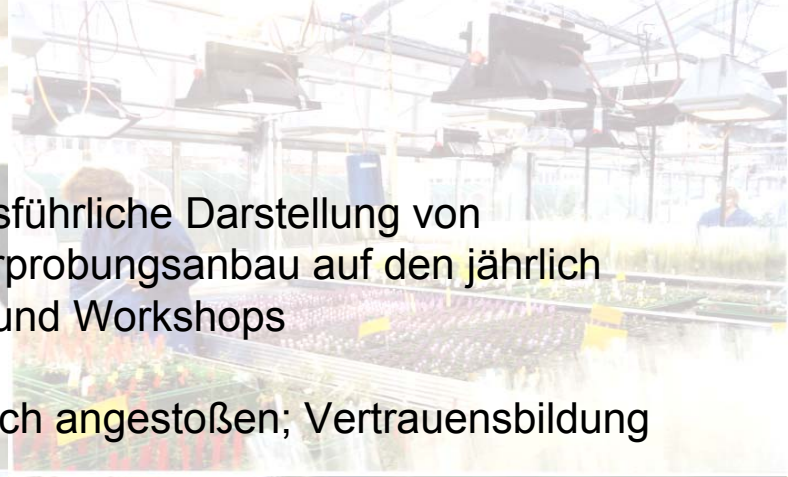 sführliche Darstellung von
rprobungsanbau auf den jährlich
und Workshops
ch angestoßen; Vertrauensbildung